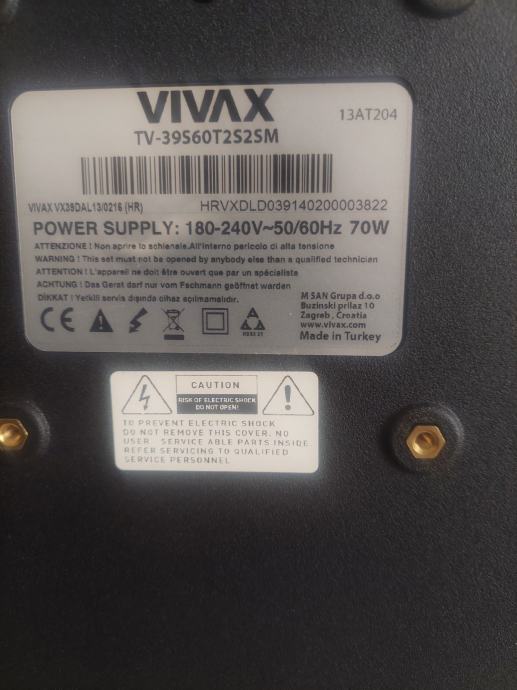 VIVAX
TV-39S60T2S2SM
13AT204
VIVAX VX39DAL13/0216 (HR)
HRVXDLD039140200003822
POWER SUPPLY: 180-240V~50/60Hz 70W
ATTENZIONE ! Non aprire lo schienale.All'interno pericolo di alta tensione
WARNING ! This set must not be opened by anybody else than a qualified technician
ATTENTION ! L'appareil ne doit être ouvert que par un spécialiste
ACHTUNG ! Das Gerat darf nur vom Fachmann geöffnet warden
DİKKAT ! Yetkili servis dışında cihaz açılmamalıdır.
CE
M SAN Grupa d.o.o
Buzinski prilaz 10
Zagreb , Croatia
www.vivax.com
Made in Turkey
CAUTION
RISK OF ELECTRIC SHOCK
DO NOT OPEN!
TO PREVENT ELECTRIC SHOCK
DO NOT REMOVE THIS COVER. NO
USER SERVICE ABLE PARTS INSIDE
REFER SERVICING TO QUALIFIED
SERVICE PERSONNEL